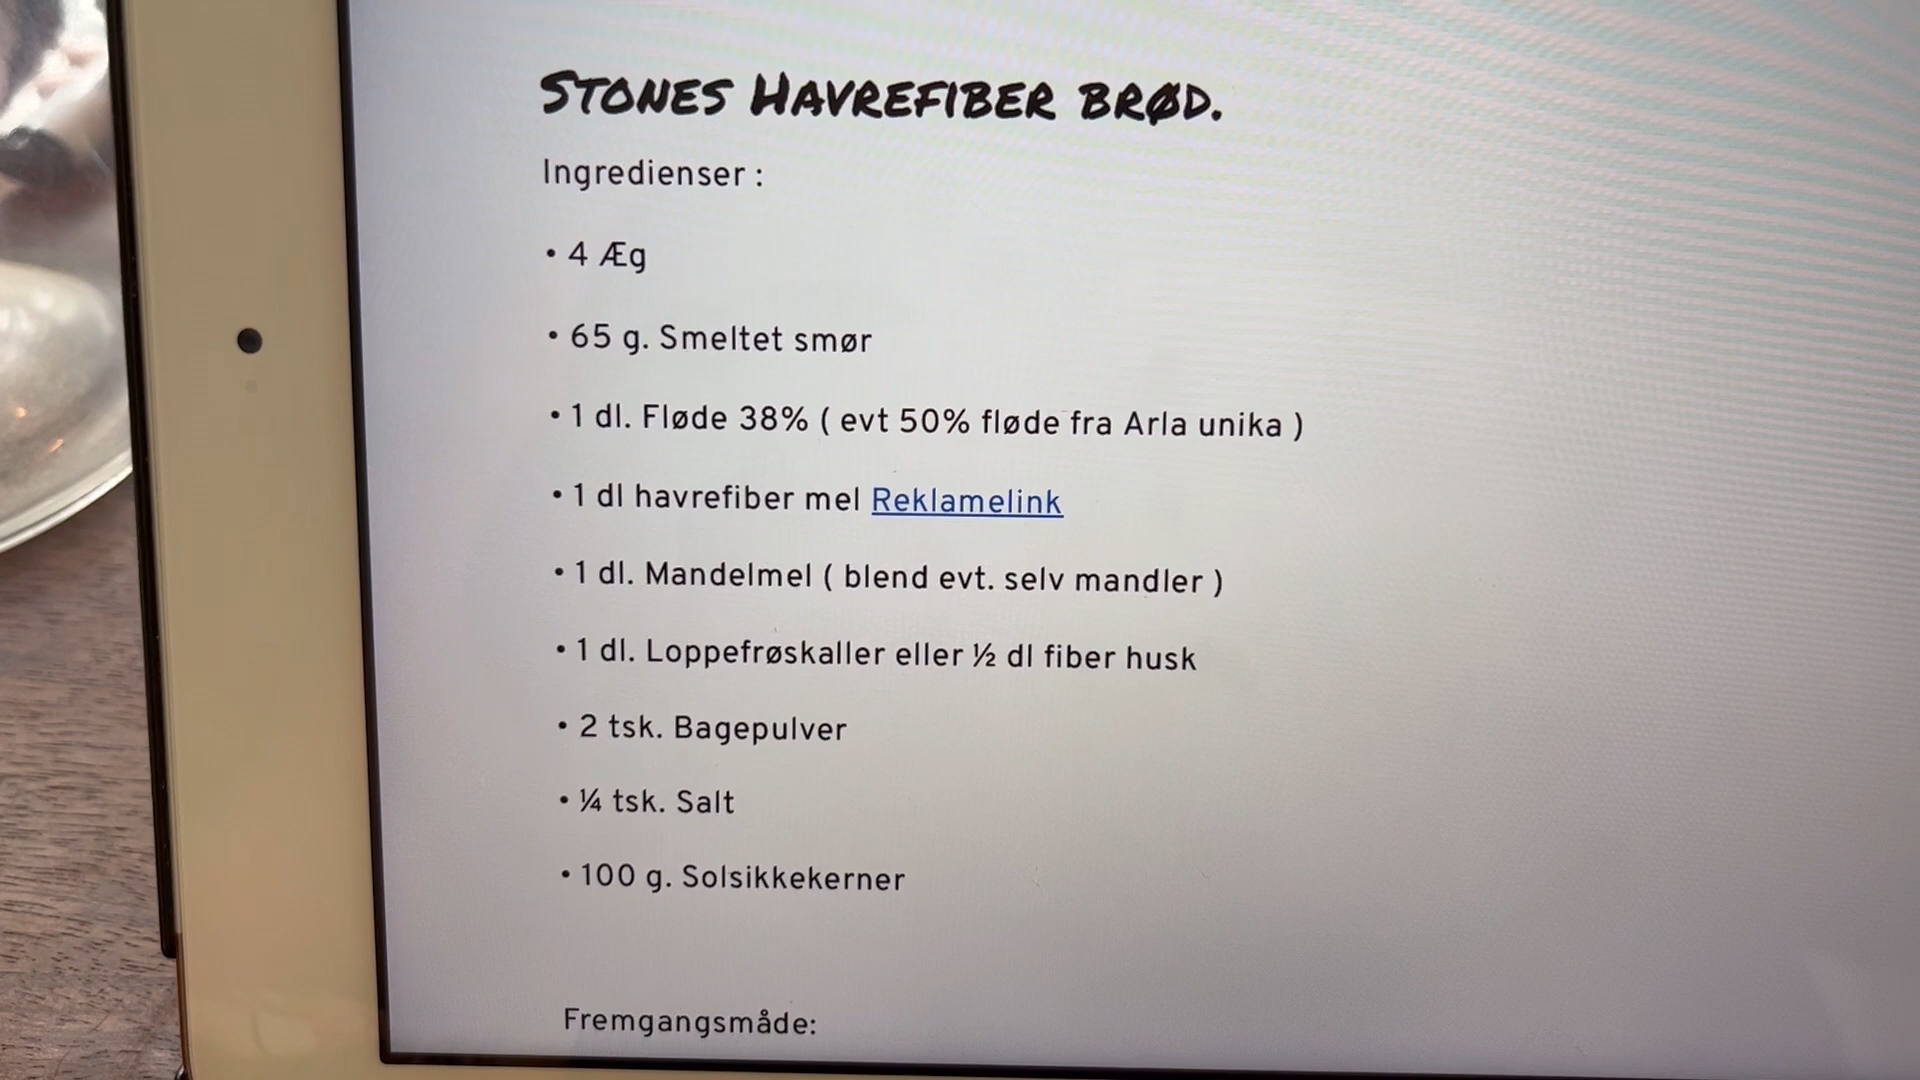 STONES HAVREFIBER BRØD.
Ingredienser :
• 4 Æg
• 65 g. Smeltet smør
• 1 dl. Fløde 38% ( evt 50% fløde fra Arla unika )
• 1 dl havrefiber mel Reklamelink
• 1 dl. Mandelmel ( blend evt. selv mandler )
• 1 dl. Loppefrøskaller eller ½ dl fiber husk
• 2 tsk. Bagepulver
• ¼ tsk. Salt
• 100 g. Solsikkekerner
Fremgangsmåde: